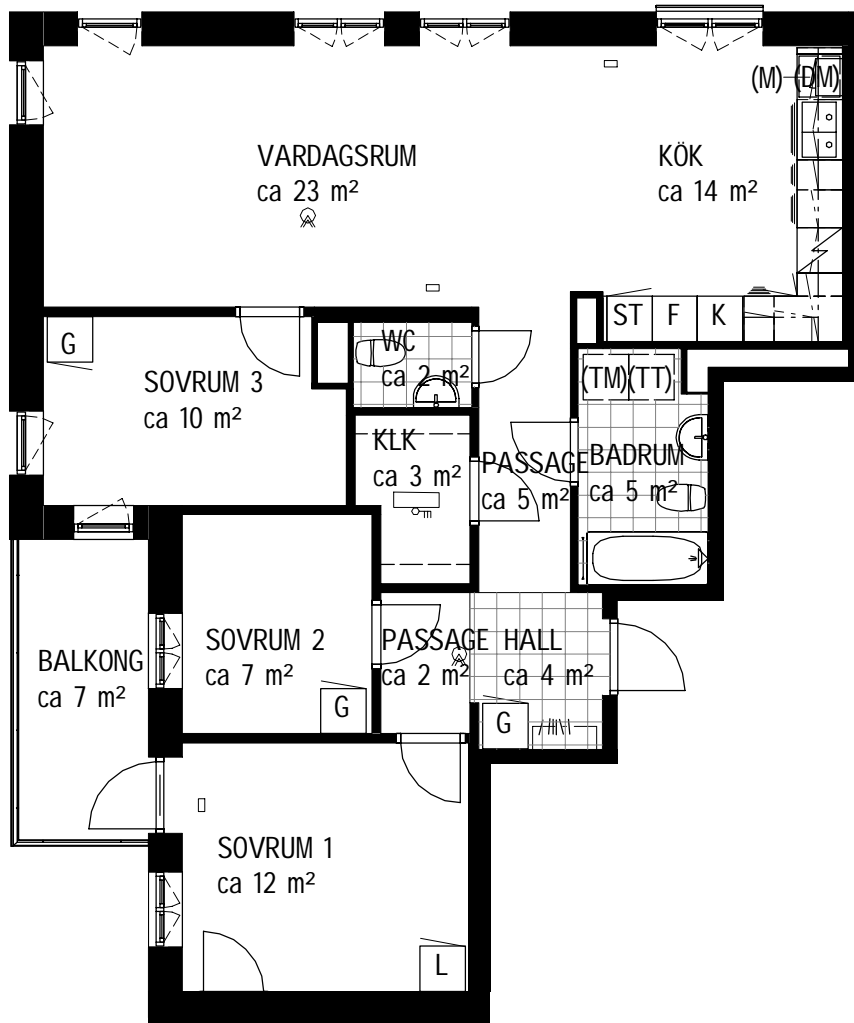 (M) (DM)
VARDAGSRUM
ca 23 m²
KÖK
ca 14 m²
ST F K
G
SOVRUM 3
ca 10 m²
WC
ca 2 m²
(TM) (TT)
KLK
ca 3 m²
PASSAGE
ca 5 m²
BADRUM
ca 5 m²
BALKONG
ca 7 m²
SOVRUM 2
ca 7 m²
G
PASSAGE
ca 2 m²
HALL
ca 4 m²
G
SOVRUM 1
ca 12 m²
L